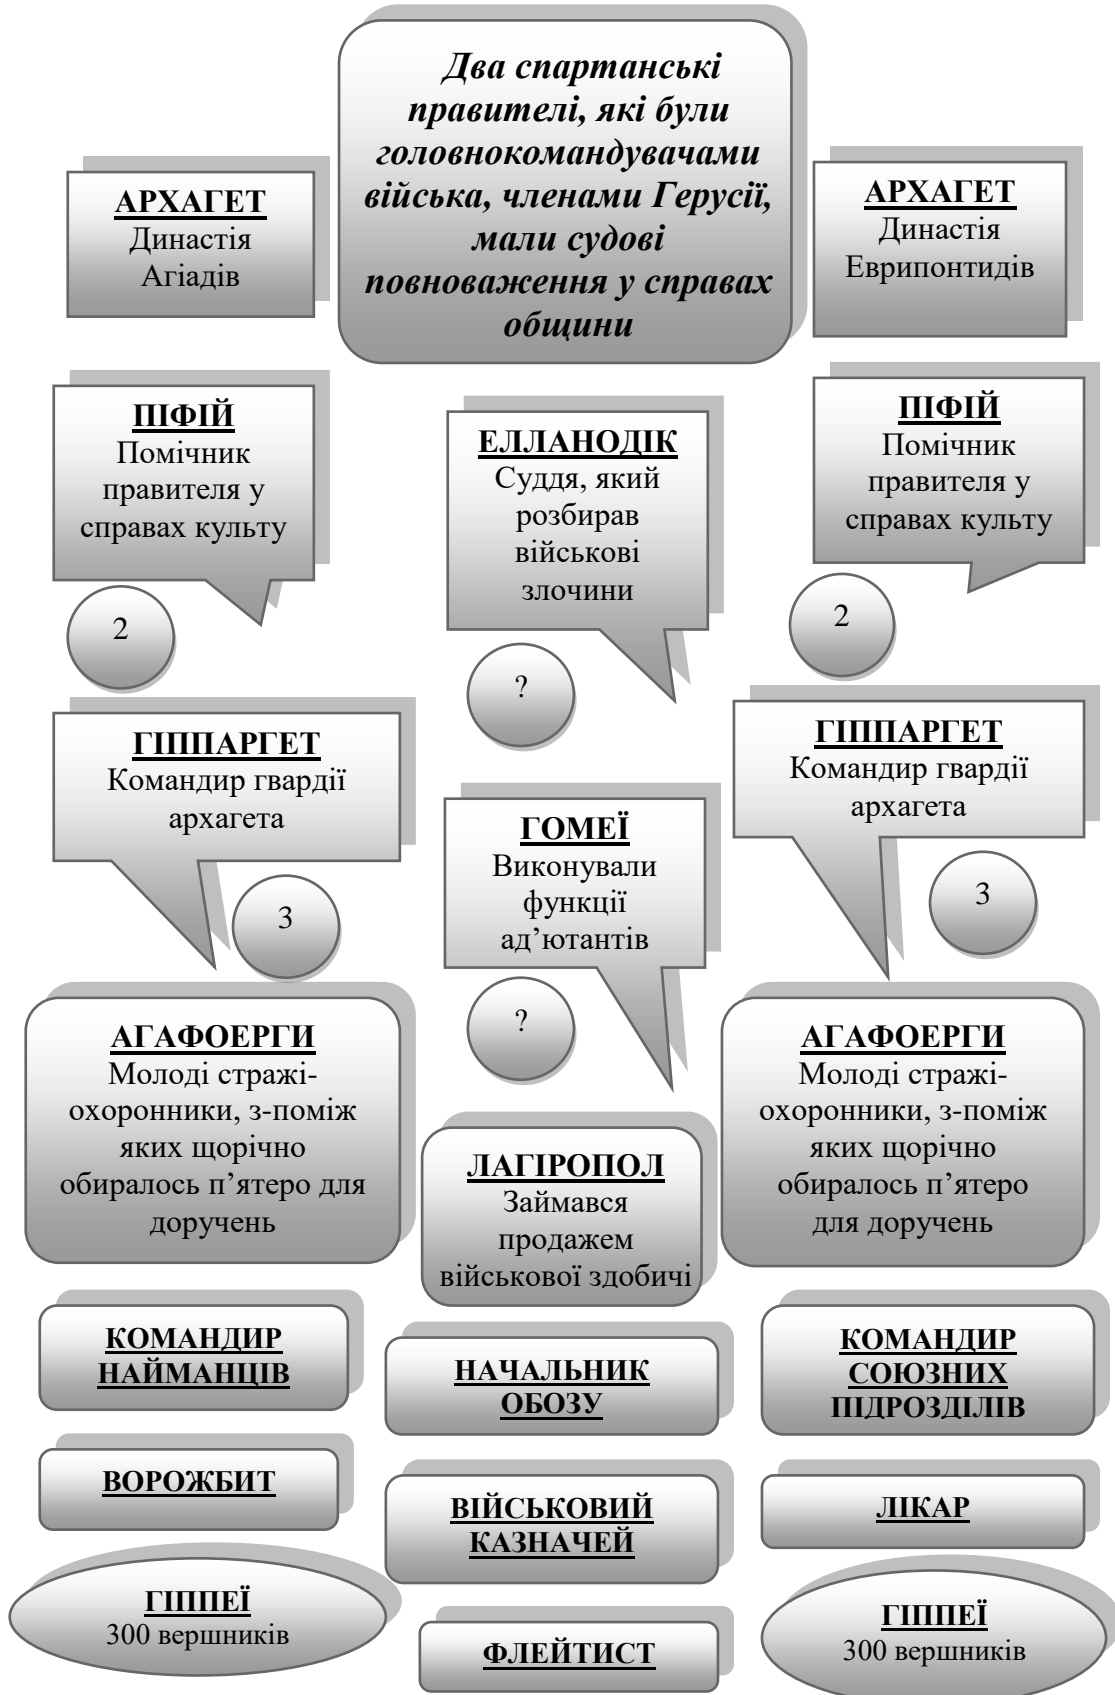 Два спартанські
правителі, які були
головнокомандувачами
війська, членами Герусії,
мали судові
повноваження у справах
общини
АРХАГЕТ
Династія
Агіадів
АРХАГЕТ
Династія
Еврипонтидів
ПІФІЙ
Помічник
правителя у
справах культу
2
ЕЛЛАНОДІК
Суддя, який
розбирав
військові
злочини
?
ПІФІЙ
Помічник
правителя у
справах культу
2
ГІППАРГЕТ
Командир гвардії
архагета
3
ГОМЕЇ
Виконували
функції
ад’ютантів
?
ГІППАРГЕТ
Командир гвардії
архагета
3
АГАФОЕРГИ
Молоді стражі-
охоронники, з-поміж
яких щорічно
обиралось п’ятеро для
доручень
ЛАГІРОПОЛ
Займався
продажем
військової здобичі
АГАФОЕРГИ
Молоді стражі-
охоронники, з-поміж
яких щорічно
обиралось п’ятеро
для доручень
КОМАНДИР
НАЙМАНЦІВ
НАЧАЛЬНИК
ОБОЗУ
КОМАНДИР
СОЮЗНИХ
ПІДРОЗДІЛІВ
ВОРОЖБИТ
ВІЙСЬКОВИЙ
КАЗНАЧЕЙ
ЛІКАР
ГІППЕЇ
300 вершників
ФЛЕЙТИСТ
ГІППЕЇ
300 вершників